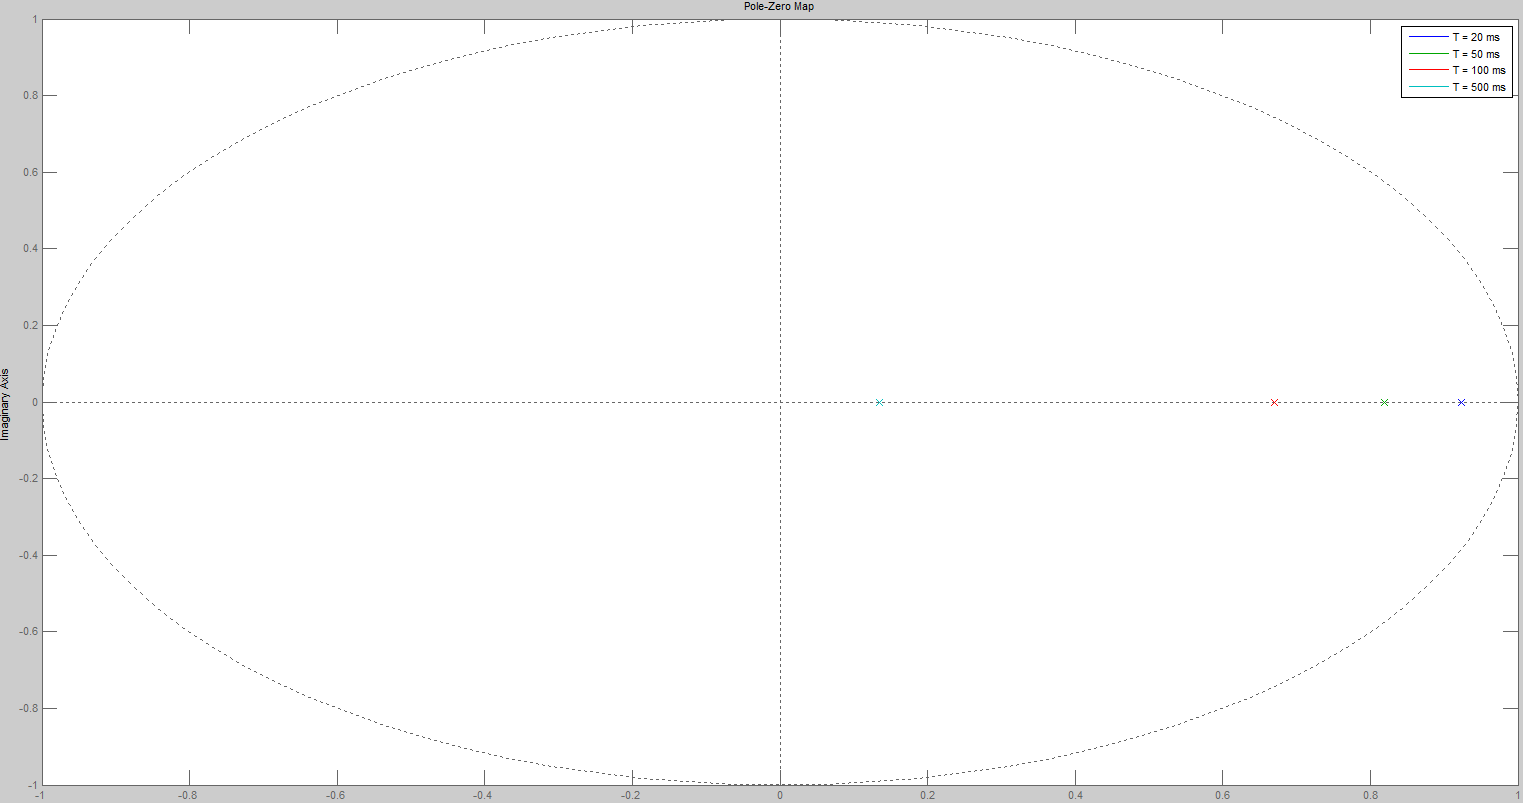 Pole-Zero Map
T = 20 ms
T = 50 ms
T = 100 ms
T = 500 ms
1
0.8
0.6
0.4
0.2
0
-0.2
-0.4
-0.6
-0.8
-1
Imaginary Axis
-1 -0.8 -0.6 -0.4 -0.2 0 0.2 0.4 0.6 0.8 1